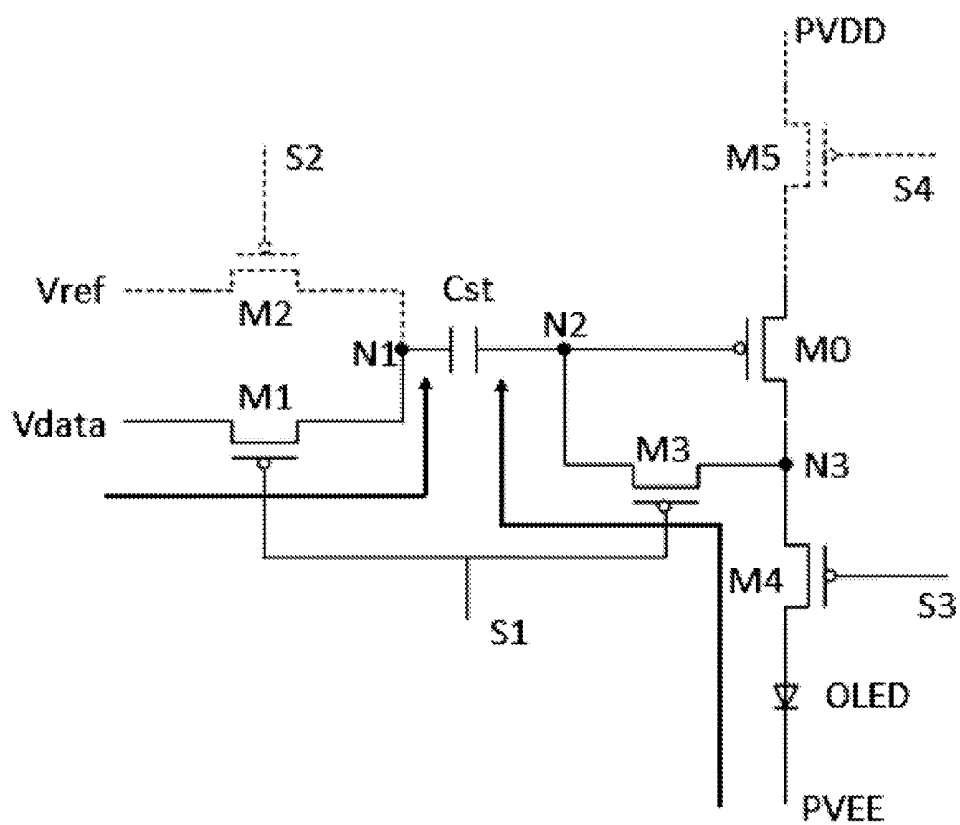 PVDD
S2
M5
S4
Vref
M2
Cst
N1
N2
M0
M1
Vdata
M3
N3
M4
S3
S1
OLED
PVEE